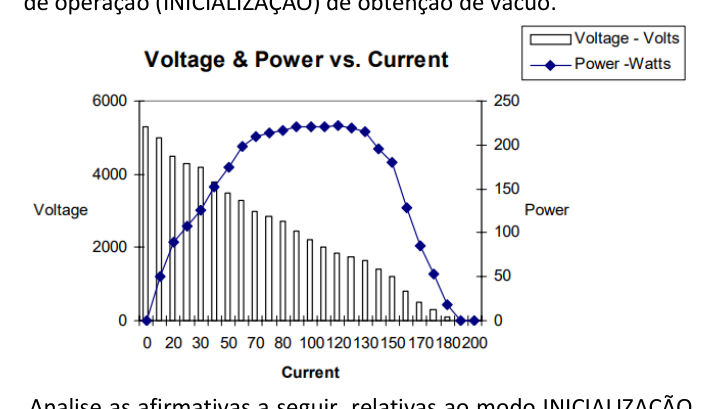 de operação (INICIALIZAÇÃO) de obtenção de vácuo.
Voltage & Power vs. Current
Voltage - Volts
Power -Watts
6000
4000
2000
0
Voltage
250
200
150
100
50
0
Power
0 20 30 50 70 80 100 120 130 150 170 180 200
Current
Analise as afirmativas a seguir, relativas ao modo INICIALIZAÇÃO